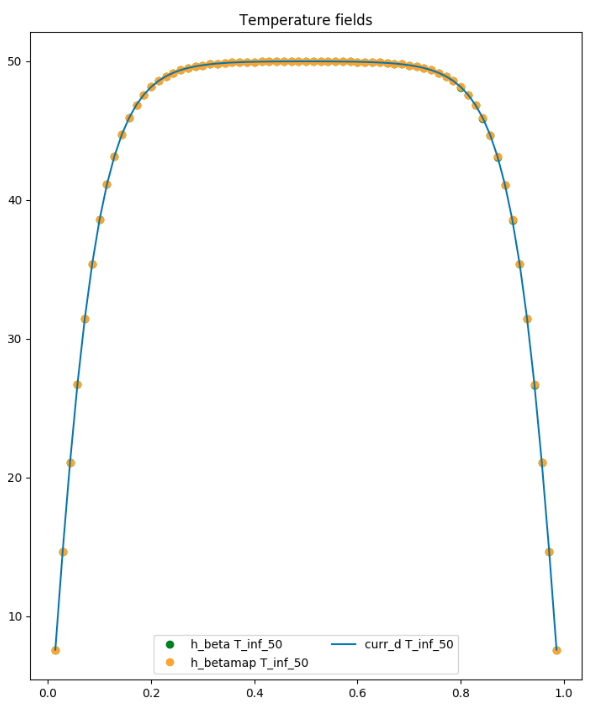 Temperature fields
50
40
30
20
10
h_beta T_inf_50
h_betamap T_inf_50
curr_d T_inf_50
0.0 0.2 0.4 0.6 0.8 1.0